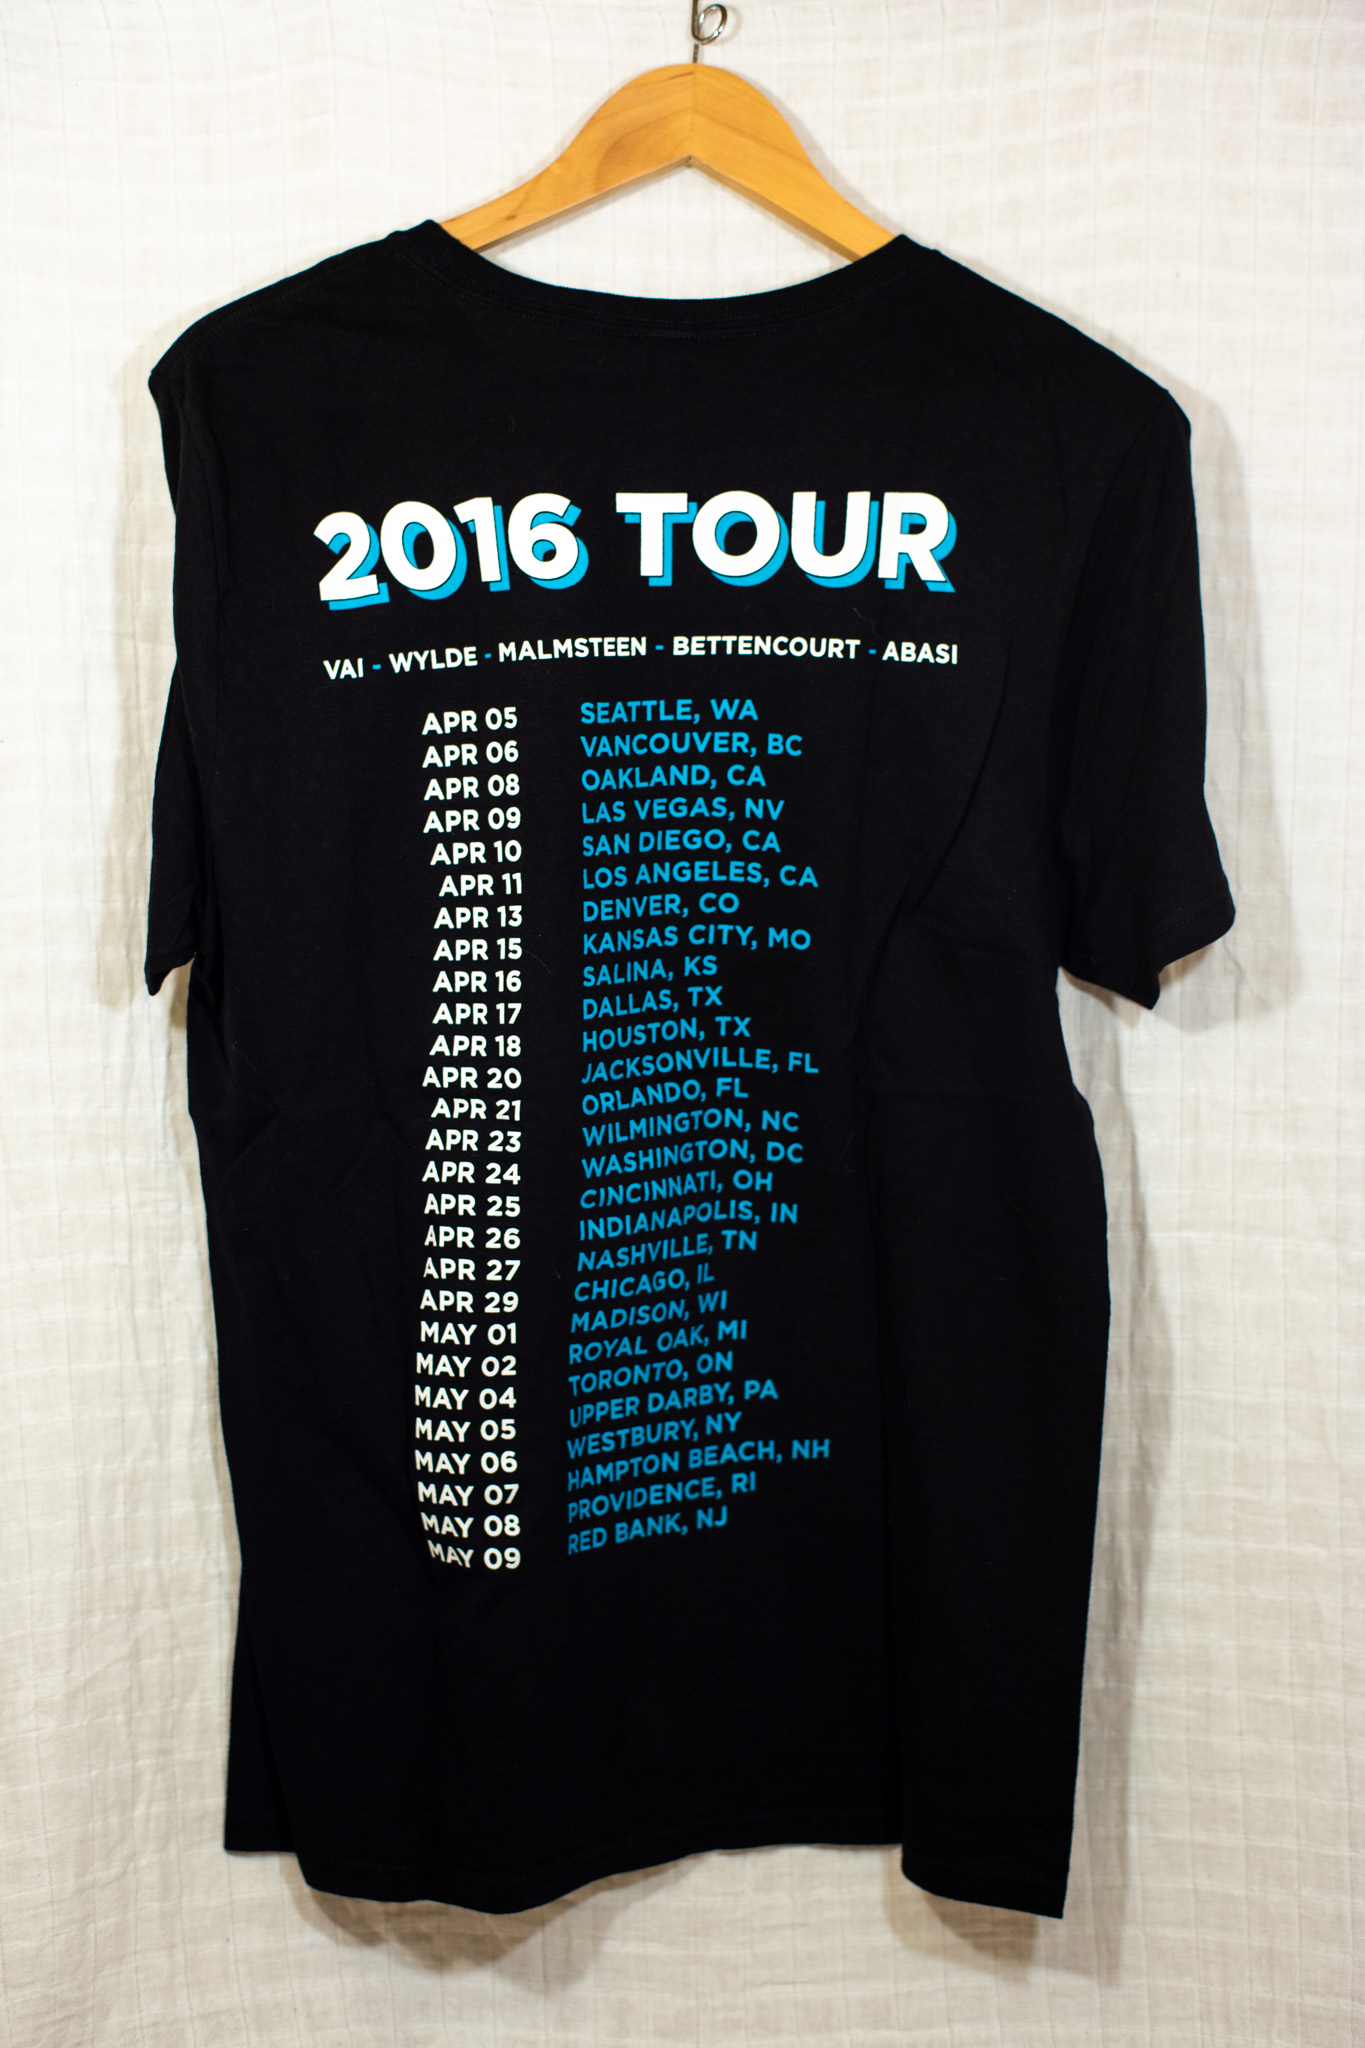 2016 TOUR
VAI - WYLDE - MALMSTEEN - BETTENCOURT - ABASI
APR 05 SEATTLE, WA
APR 06 VANCOUVER, BC
APR 08 OAKLAND, CA
APR 09 LAS VEGAS, NV
APR 10 SAN DIEGO, CA
APR 11 LOS ANGELES, CA
APR 13 DENVER, CO
APR 15 KANSAS CITY, MO
APR 16 SALINA, KS
APR 17 DALLAS, TX
APR 18 HOUSTON, TX
APR 20 JACKSONVILLE, FL
APR 21 ORLANDO, FL
APR 23 WILMINGTON, NC
APR 24 WASHINGTON, DC
APR 25 CINCINNATI, OH
APR 26 INDIANAPOLIS, IN
APR 27 NASHVILLE, TN
APR 29 CHICAGO, IL
MAY 01 MADISON, WI
MAY 02 ROYAL OAK, MI
MAY 04 TORONTO, ON
MAY 05 UPPER DARBY, PA
MAY 06 WESTBURY, NY
MAY 07 HAMPTON BEACH, NH
MAY 08 PROVIDENCE, RI
MAY 09 RED BANK, NJ